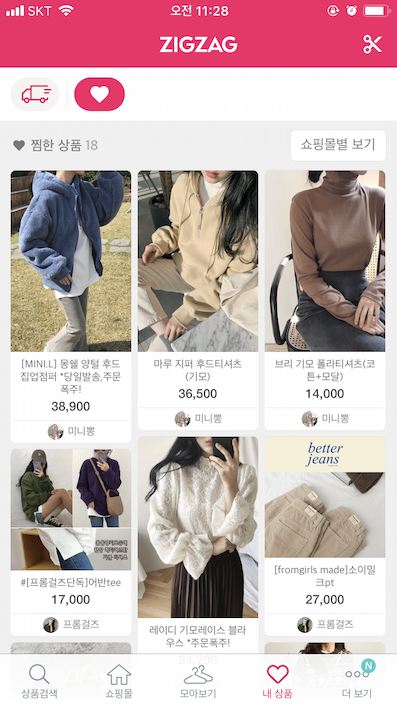 SKT
오전 11:28
ZIGZAG
찜한 상품 18
쇼핑몰별 보기
[MINI.L] 몽쉘 양털 후드
집업점퍼 *당일발송,주문
폭주!
38,900
미니뽕
마루 지퍼 후드티셔츠
(기모)
36,500
미니뽕
브리 기모 폴라티셔츠(코
튼+모달)
14,000
미니뽕
#[프롬걸즈단독]어반tee
17,000
프롬걸즈
레이디 기모레이스 블라
우스 *주문폭주!
24,200
better
jeans
[fromgirls made]소이밀
크pt
27,000
프롬걸즈
상품검색
쇼핑몰
모아보기
내 상품
N
더 보기